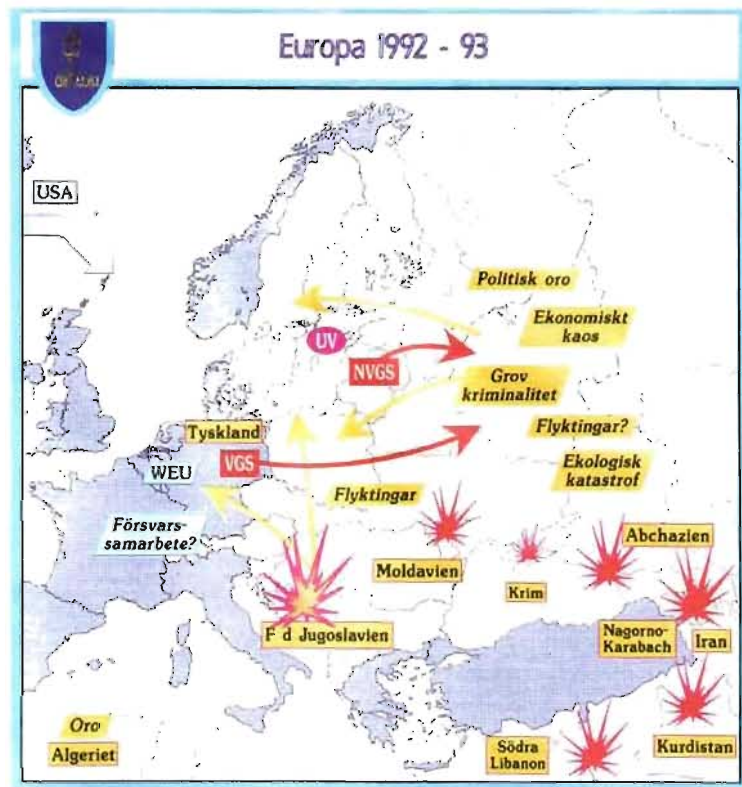 Europa 1992 - 93
USA
Politisk oro
Ekonomiskt
kaos
UV
NVGS
Grov
kriminalitet
Tyskland
Flyktingar?
VGS
WEU
Ekologisk
katastrof
Flyktingar
Försvars-
samarbete?
Abchazien
Moldavien
Krim
F d Jugoslavien
Nagorno-
Karabach
Iran
Oro
Algeriet
Södra
Libanon
Kurdistan